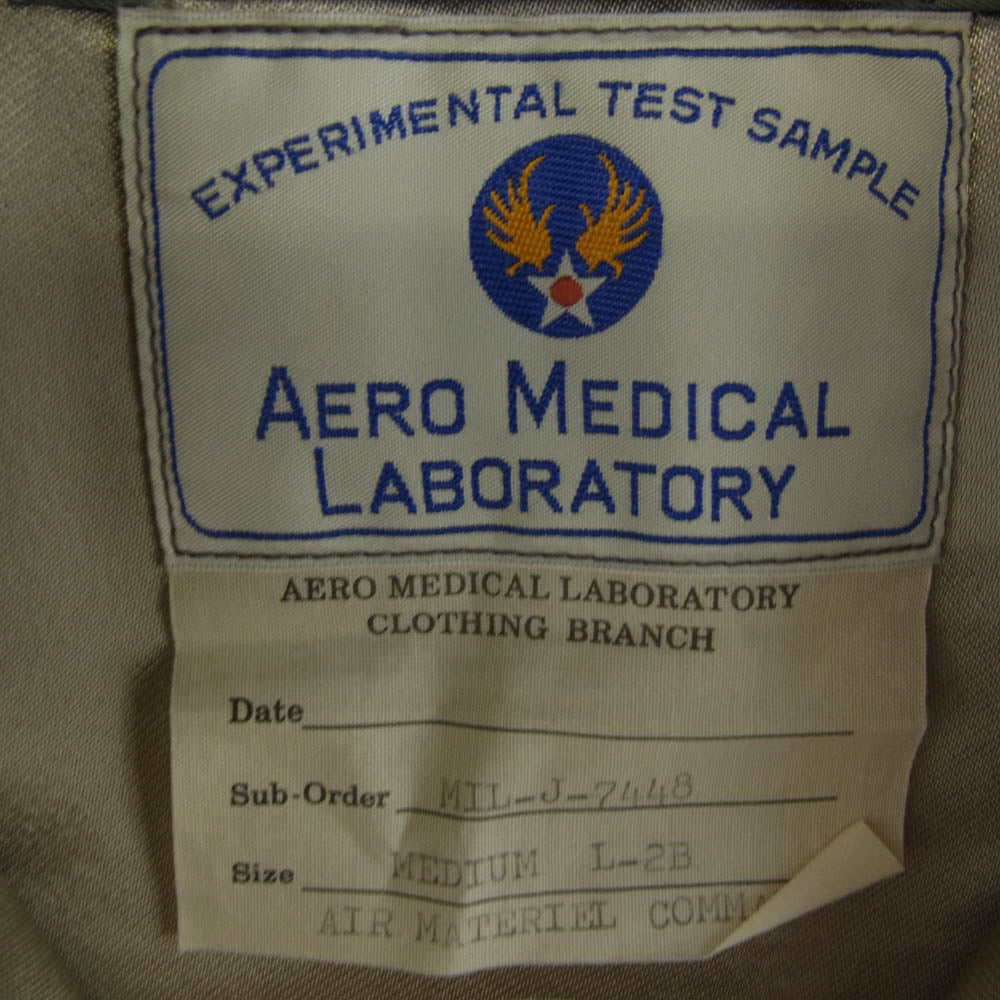 EXPERIMENTAL TEST SAMPLE
AERO MEDICAL
LABORATORY
AERO MEDICAL LABORATORY
CLOTHING BRANCH
Date
Sub-Order MIL-J-7448
Size MEDIUM L-2B
AIR MATERIEL